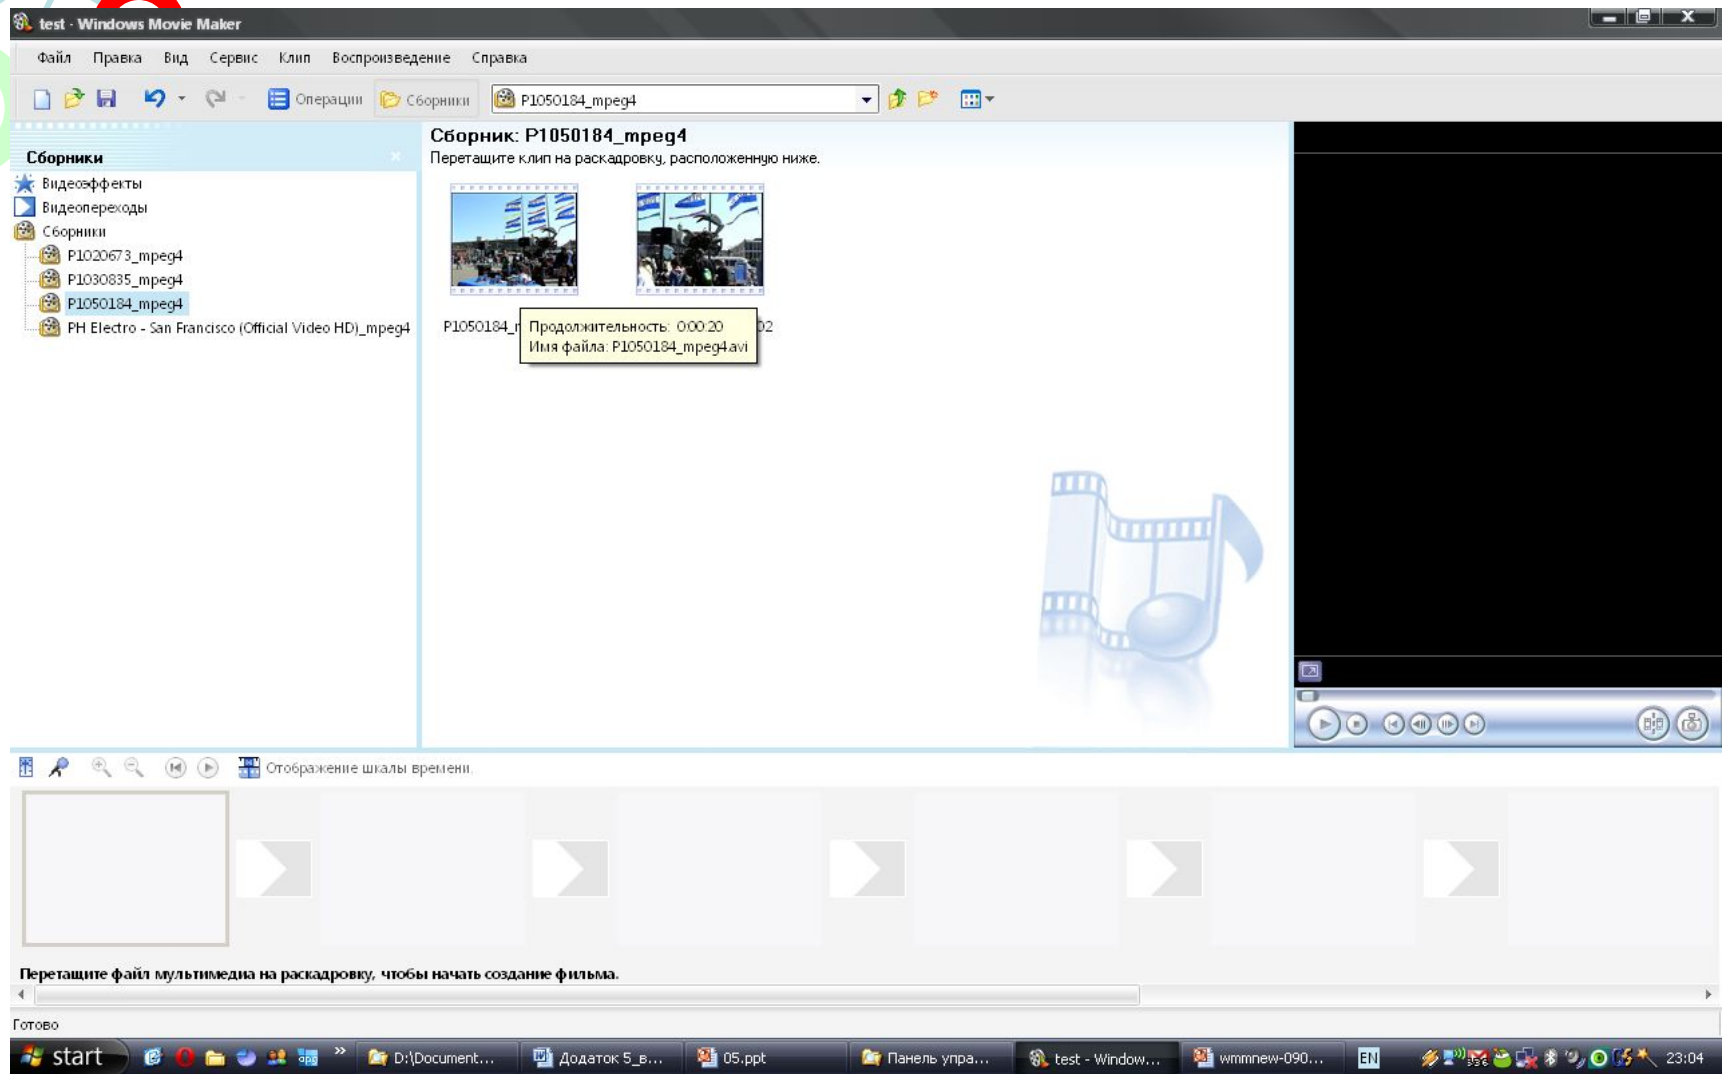 test - Windows Movie Maker
Файл Правка Вид Сервис Клип Воспроизведение Справка
Операции Сборники P1050184_mpeg4
Сборники
Видеоэффекты
Видеопереходы
Сборники
P1020673_mpeg4
P1030835_mpeg4
P1050184_mpeg4
PH Electro - San Francisco (Official Video HD)_mpeg4
Сборник: P1050184_mpeg4
Перетащите клип на раскадровку, расположенную ниже.
Продолжительность: 0:00:20
Имя файла: P1050184_mpeg4.avi
Отображение шкалы времени.
Перетащите файл мультимедиа на раскадровку, чтобы начать создание фильма.
Готово
start D:\Document... Додаток 5_в... 05.ppt Панель упра... test - Window... wmmnew-090... EN 23:04